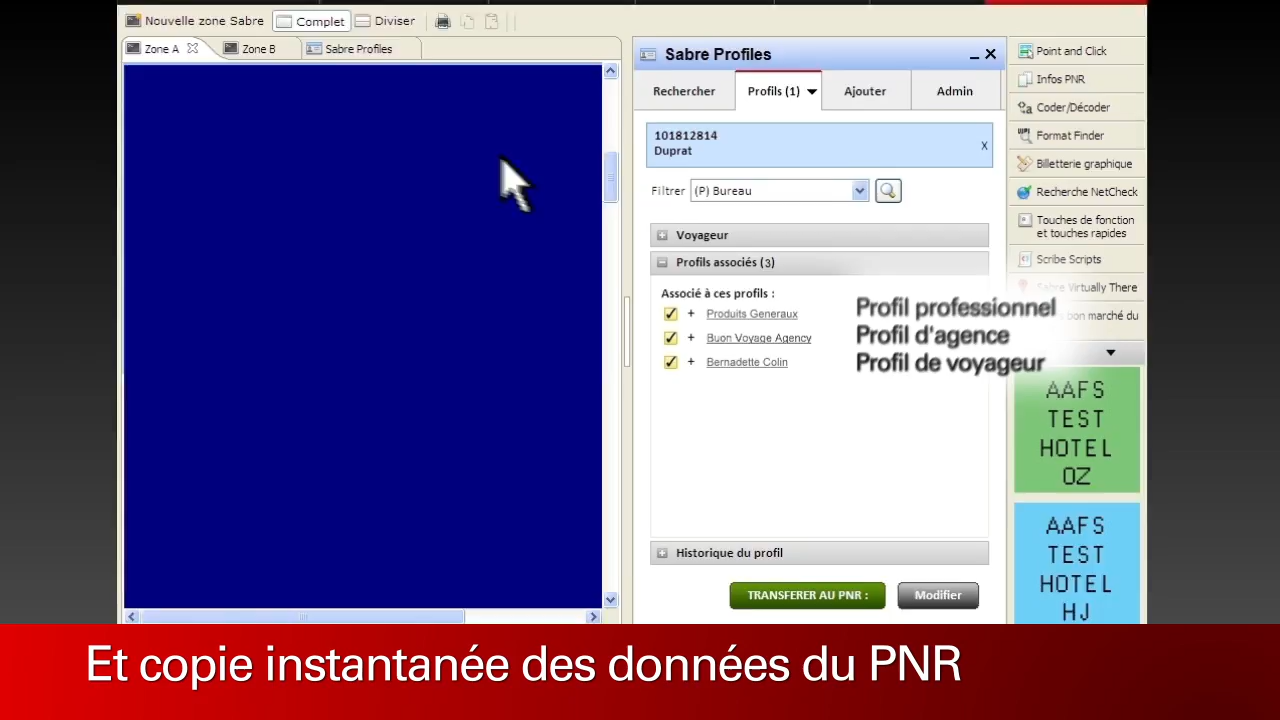 Nouvelle zone Sabre
Complet
Diviser
Zone A
Zone B
Sabre Profiles
Sabre Profiles
Rechercher
Profils (1)
Ajouter
Admin
101812814
Duprat
X
Filtrer
(P) Bureau
Voyageur
Profils associés (3)
Associé à ces profils :
+ Produits Generaux
Profil professionnel
+ Buon Voyage Agency
Profil d'agence
+ Bernadette Colin
Profil de voyageur
Historique du profil
TRANSFERER AU PNR :
Modifier
Point and Click
Infos PNR
Coder/Décoder
Format Finder
Billetterie graphique
Recherche NetCheck
Touches de fonction
et touches rapides
Scribe Scripts
Sabre Virtually There
bon marché du
AAFS
TEST
HOTEL
OZ
AAFS
TEST
HOTEL
HJ
Et copie instantanée des données du PNR